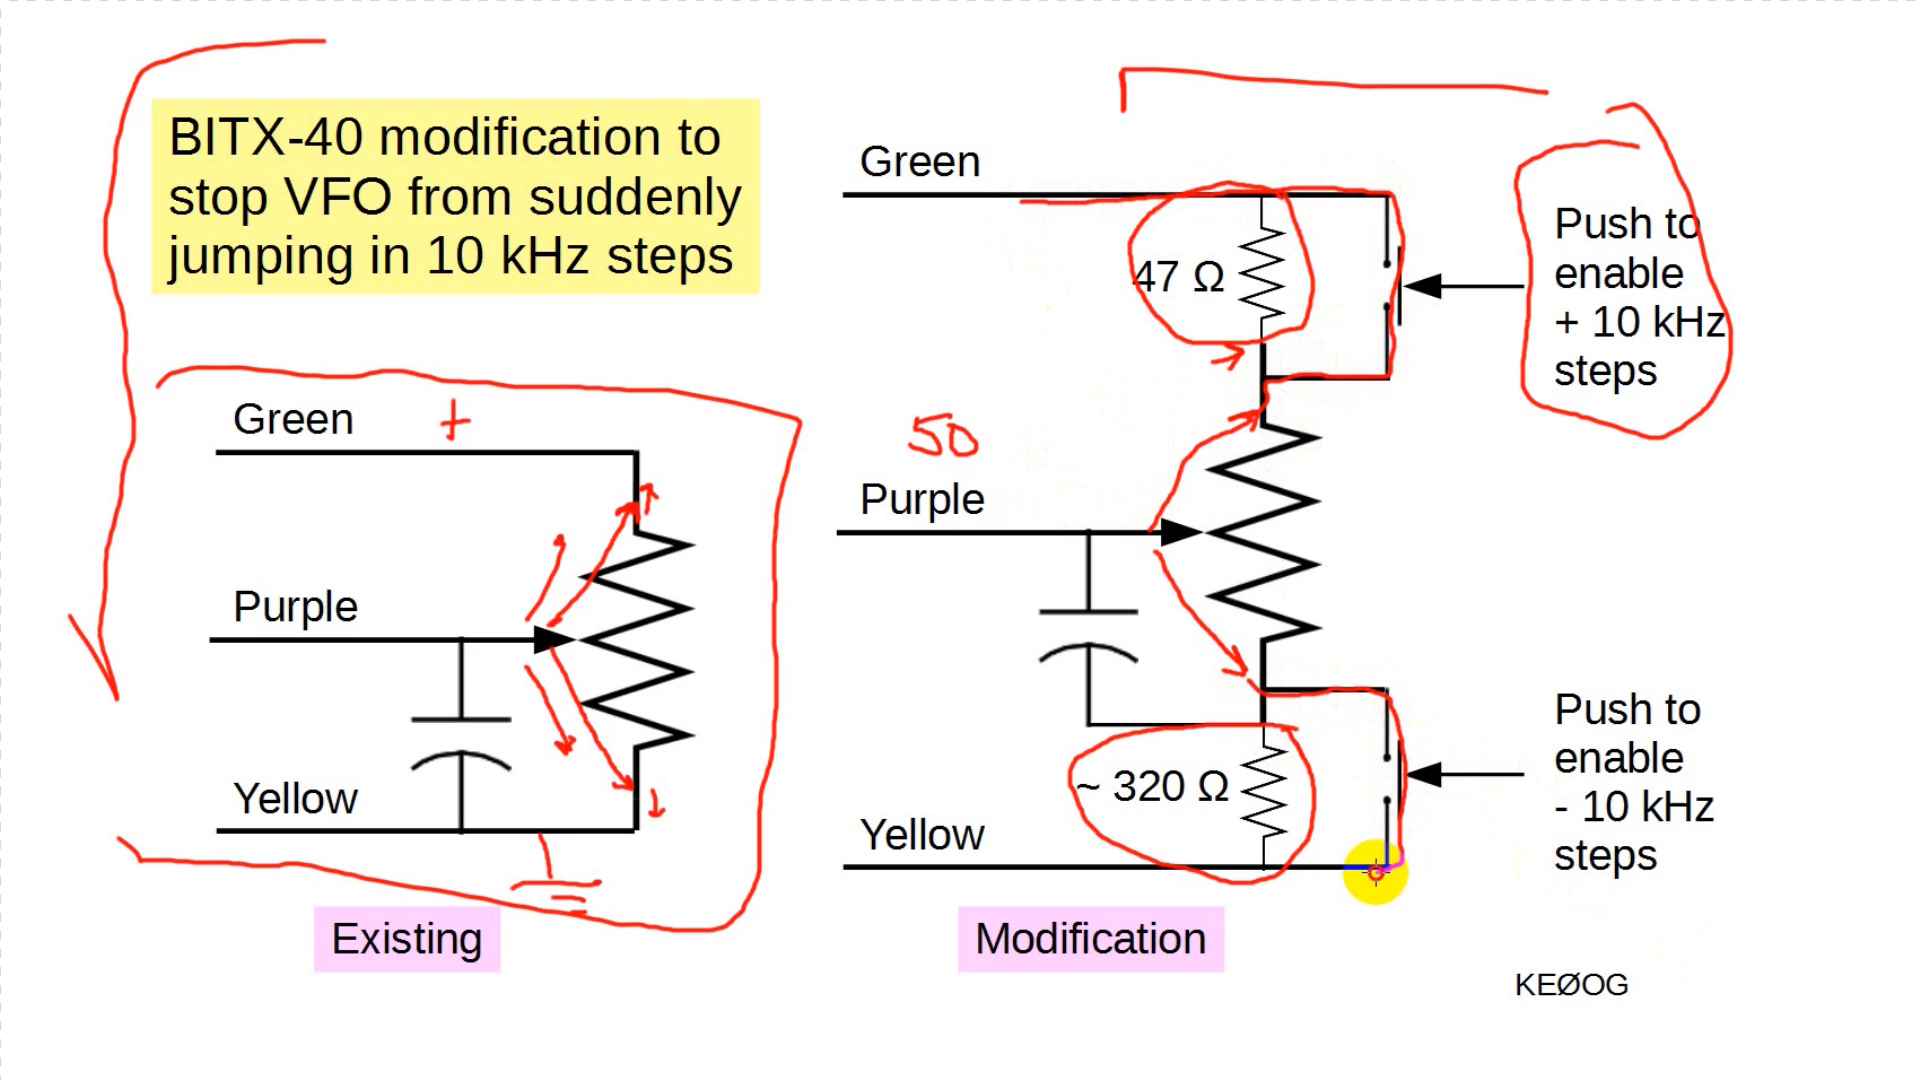 BITX-40 modification to
stop VFO from suddenly
jumping in 10 kHz steps
Green
+
Purple
Yellow
Existing
Green
47 Ω
Push to
enable
+ 10 kHz
steps
50
Purple
~ 320 Ω
Yellow
Push to
enable
- 10 kHz
steps
Modification
KEØOG